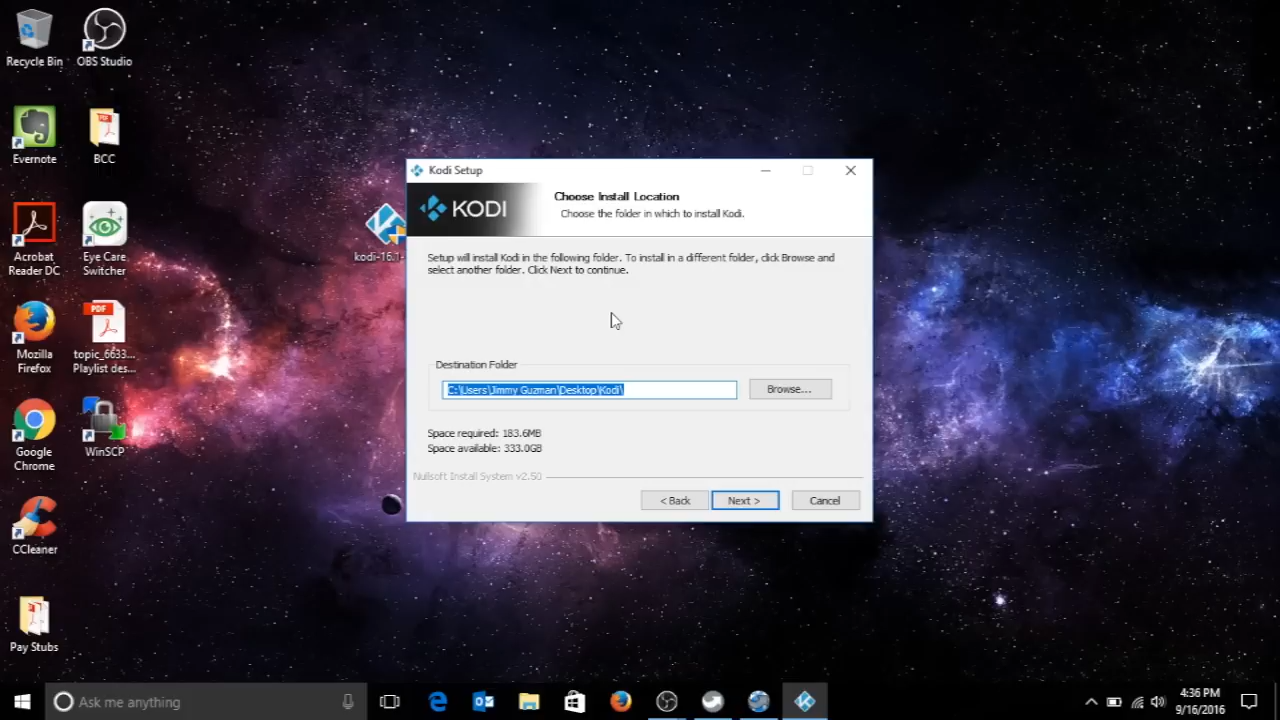 Recycle Bin
OBS Studio
Evernote
BCC
Acrobat
Reader DC
Eye Care
Switcher
Mozilla
Firefox
PDF
topic_6633...
Playlist des...
Google
Chrome
WinSCP
CCleaner
Pay Stubs
kodi-16.1-
Kodi Setup
KODI
Choose Install Location
Choose the folder in which to install Kodi.
Setup will install Kodi in the following folder. To install in a different folder, click Browse and
select another folder. Click Next to continue.
Destination Folder
C:\Users\Jimmy Guzman\Desktop\Kodi\
Browse...
Space required: 183.6MB
Space available: 333.0GB
Nullsoft Install System v2.50
< Back
Next >
Cancel
Ask me anything
4:36 PM
9/16/2016